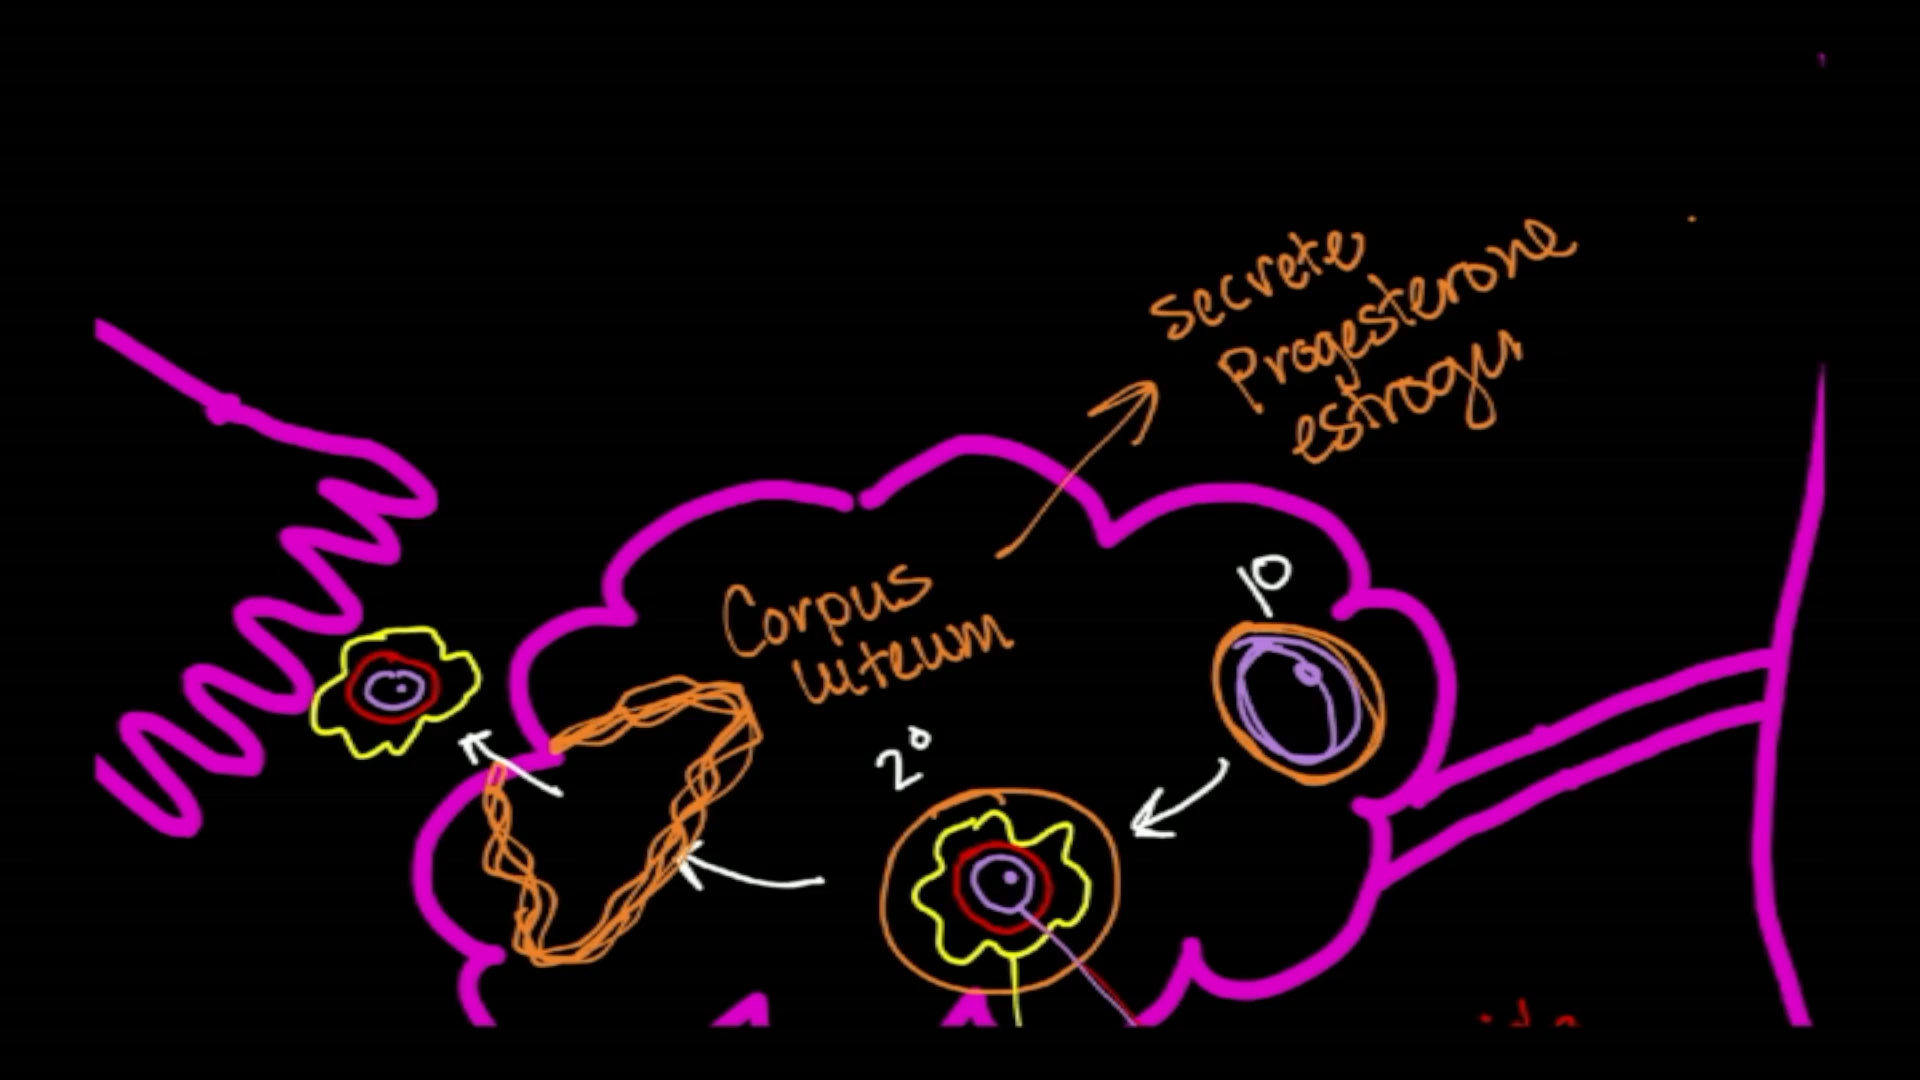 secrete
Progesterone
estrogen
Corpus
luteum
1°
2°